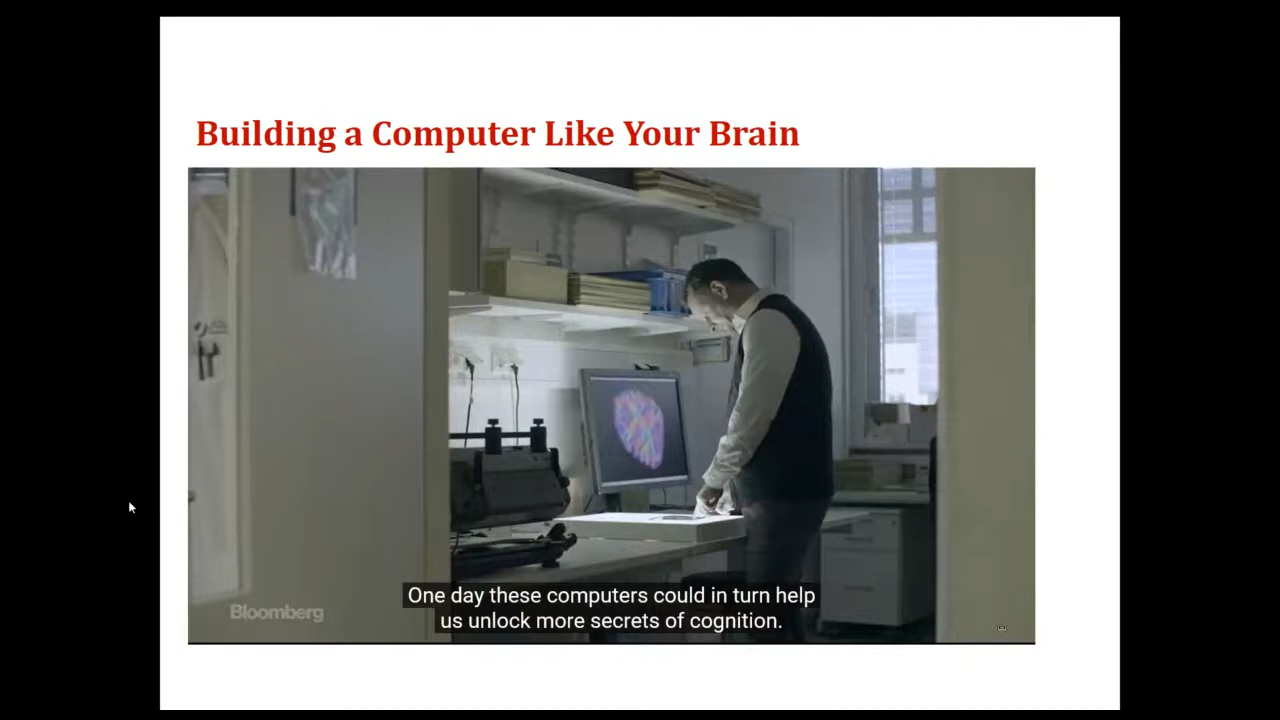 Building a Computer Like Your Brain
Bloomberg
One day these computers could in turn help
us unlock more secrets of cognition.